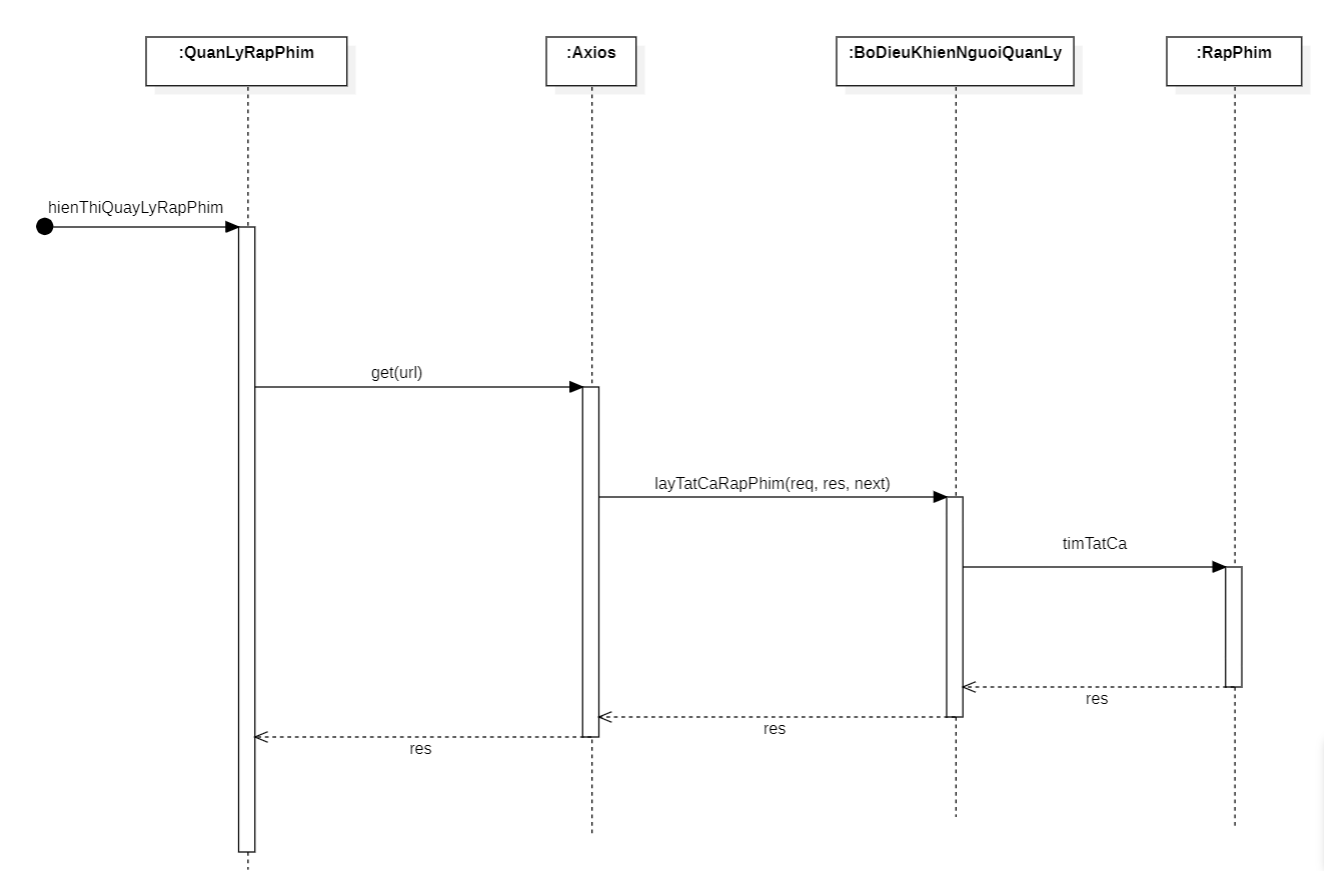 :QuanLyRapPhim
:Axios
:BoDieuKhienNguoiQuanLy
:RapPhim
hienThiQuayLyRapPhim
get(url)
layTatCaRapPhim(req, res, next)
timTatCa
res
res
res